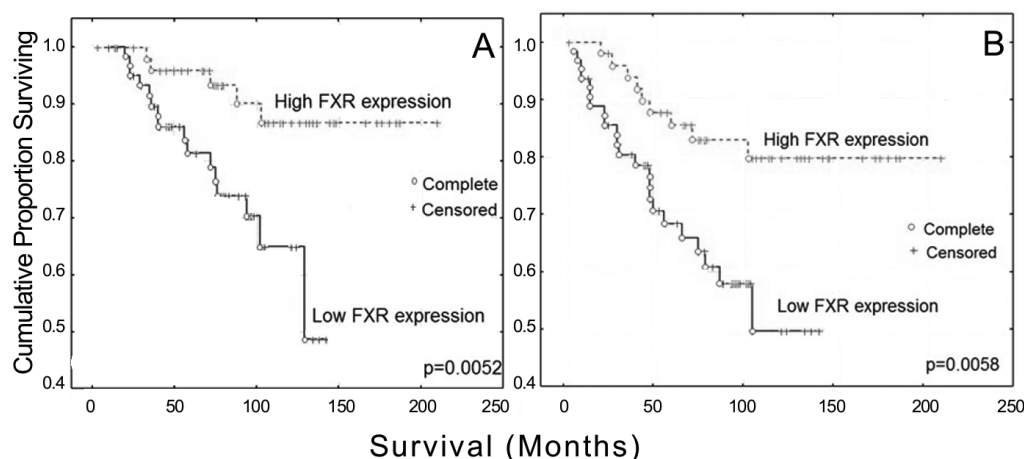 Cumulative Proportion Surviving
1.0
0.9
0.8
0.7
0.6
0.5
0.4
A
High FXR expression
Complete
Censored
Low FXR expression
p=0.0052
0 50 100 150 200 250
1.0
0.9
0.8
0.7
0.6
0.5
0.4
B
High FXR expression
Complete
Censored
Low FXR expression
p=0.0058
0 50 100 150 200 250
Survival (Months)